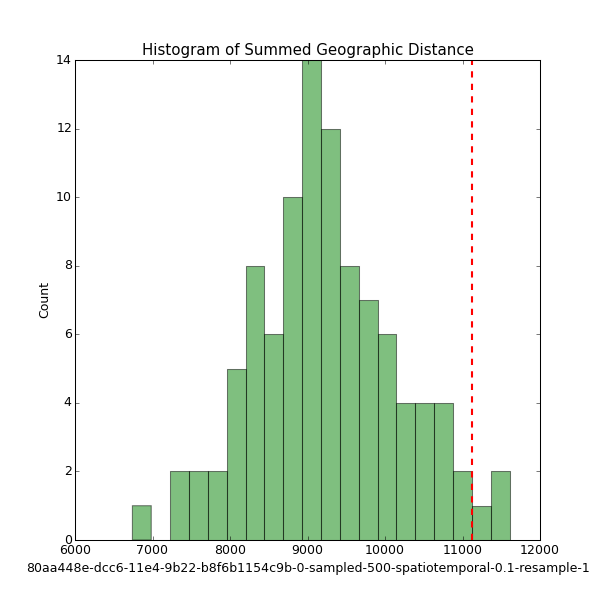 Histogram of Summed Geographic Distance
14
12
10
8
6
4
2
0
Count
6000 7000 8000 9000 10000 11000 12000
80aa448e-dcc6-11e4-9b22-b8f6b1154c9b-0-sampled-500-spatiotemporal-0.1-resample-1